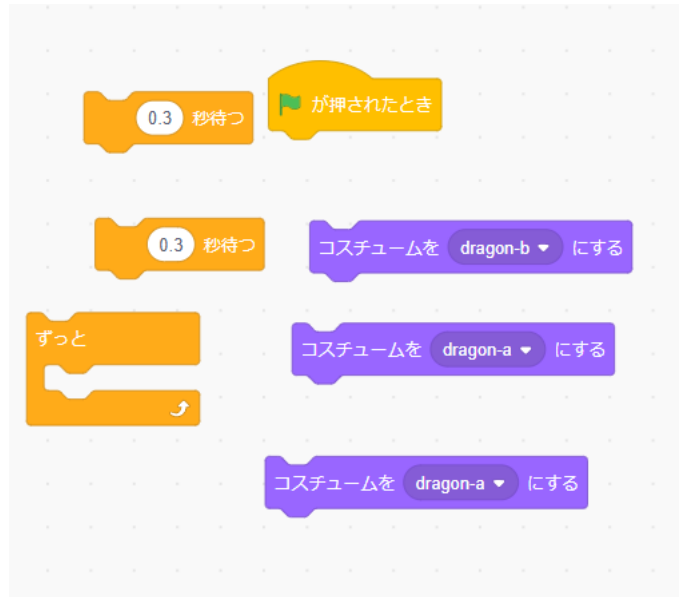 0.3 秒待つ
が押されたとき
0.3 秒待つ
コスチュームを dragon-b にする
ずっと
コスチュームを dragon-a にする
コスチュームを dragon-a にする